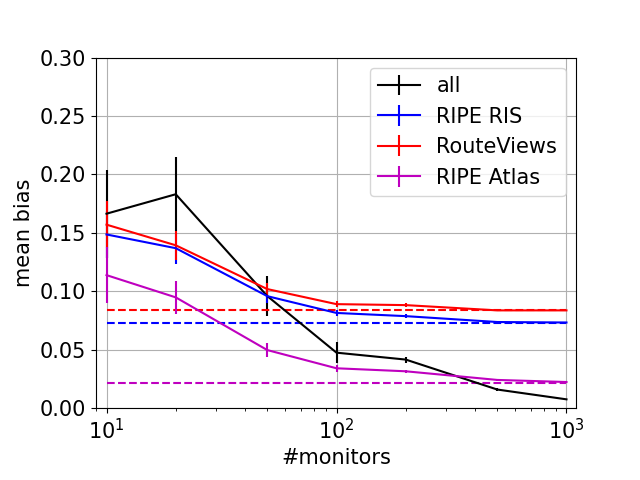 0.30
0.25
0.20
0.15
0.10
0.05
0.00
mean bias
all
RIPE RIS
RouteViews
RIPE Atlas
10¹
10²
10³
#monitors